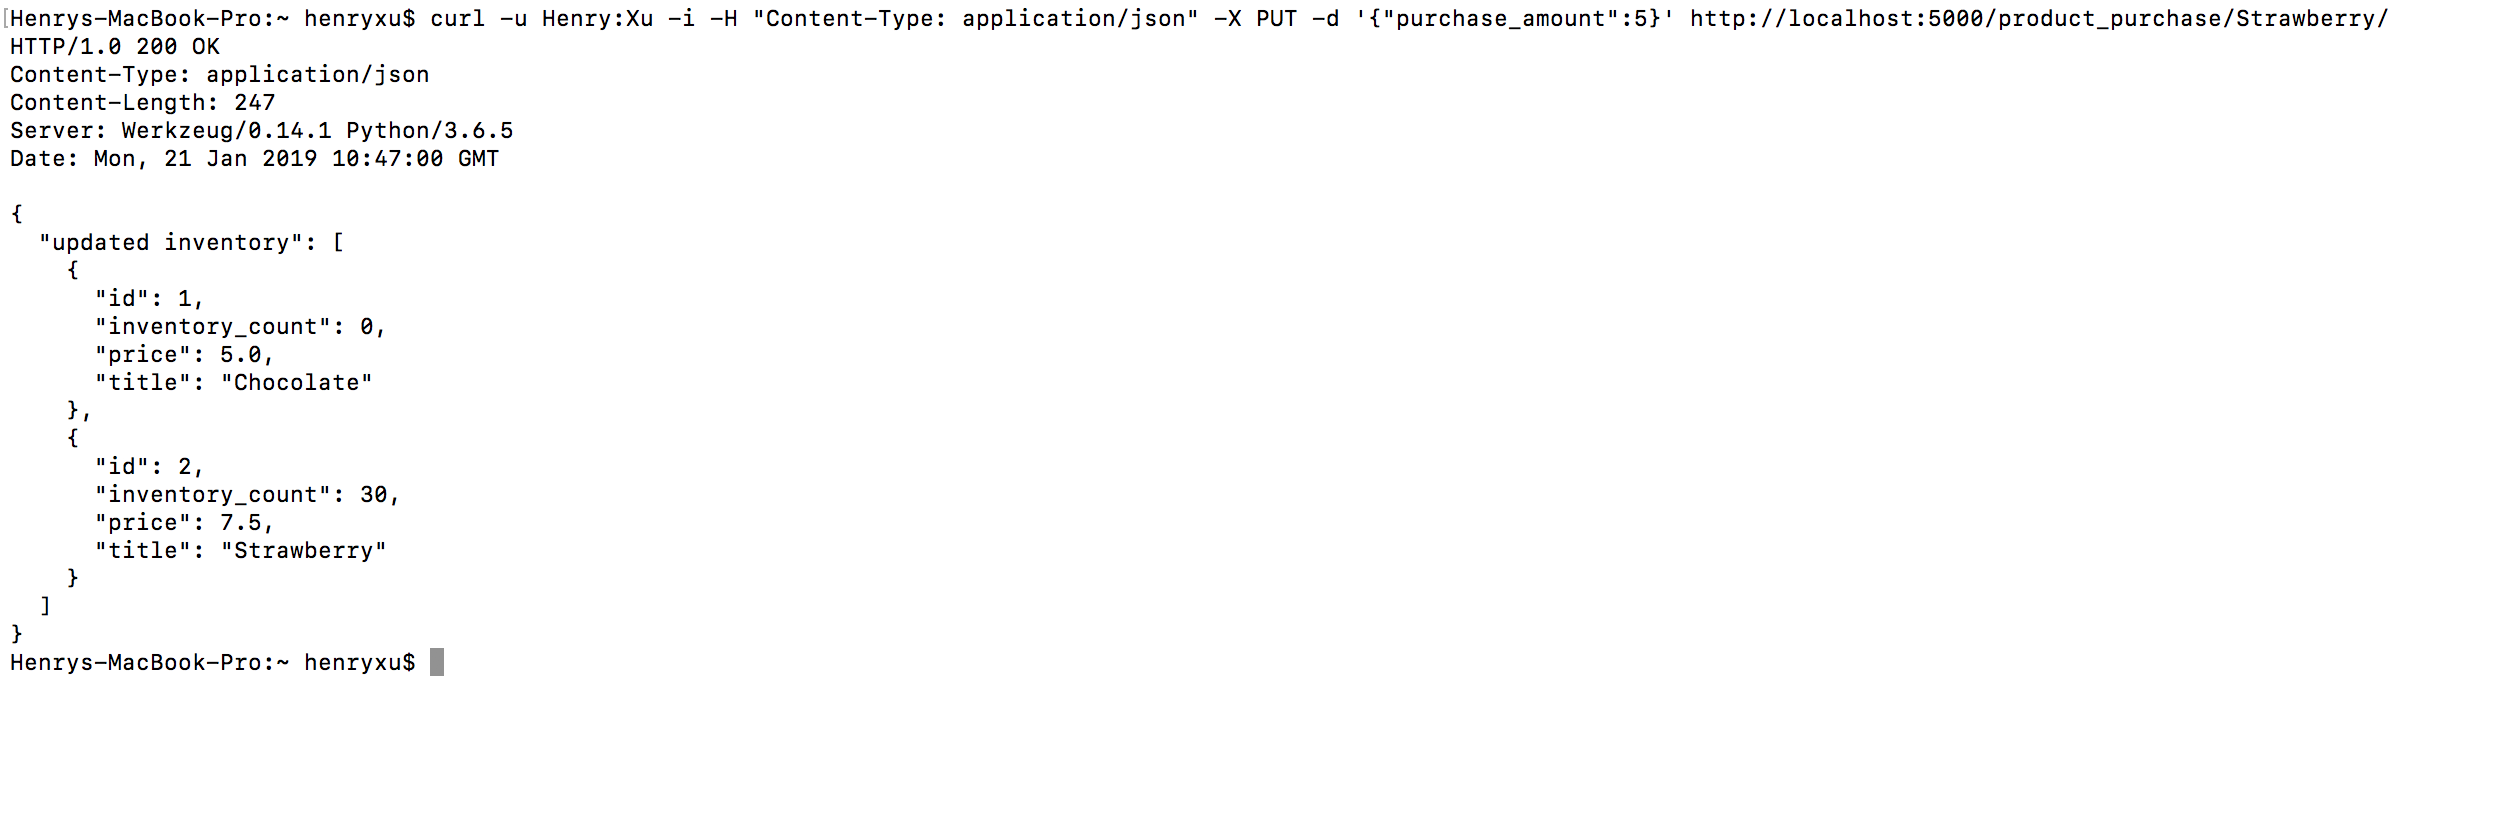 Henrys-MacBook-Pro:~ henryxu$ curl -u Henry:Xu -i -H "Content-Type: application/json" -X PUT -d '{"purchase_amount":5}' http://localhost:5000/product_purchase/Strawberry/
HTTP/1.0 200 OK
Content-Type: application/json
Content-Length: 247
Server: Werkzeug/0.14.1 Python/3.6.5
Date: Mon, 21 Jan 2019 10:47:00 GMT

{
  "updated inventory": [
    {
      "id": 1,
      "inventory_count": 0,
      "price": 5.0,
      "title": "Chocolate"
    },
    {
      "id": 2,
      "inventory_count": 30,
      "price": 7.5,
      "title": "Strawberry"
    }
  ]
}
Henrys-MacBook-Pro:~ henryxu$